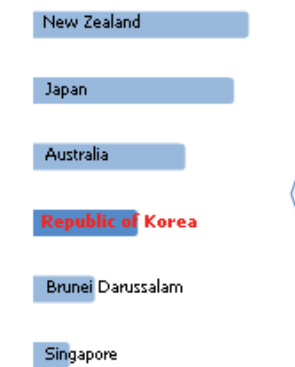 New Zealand
Japan
Australia
Republic of Korea
Brunei Darussalam
Singapore